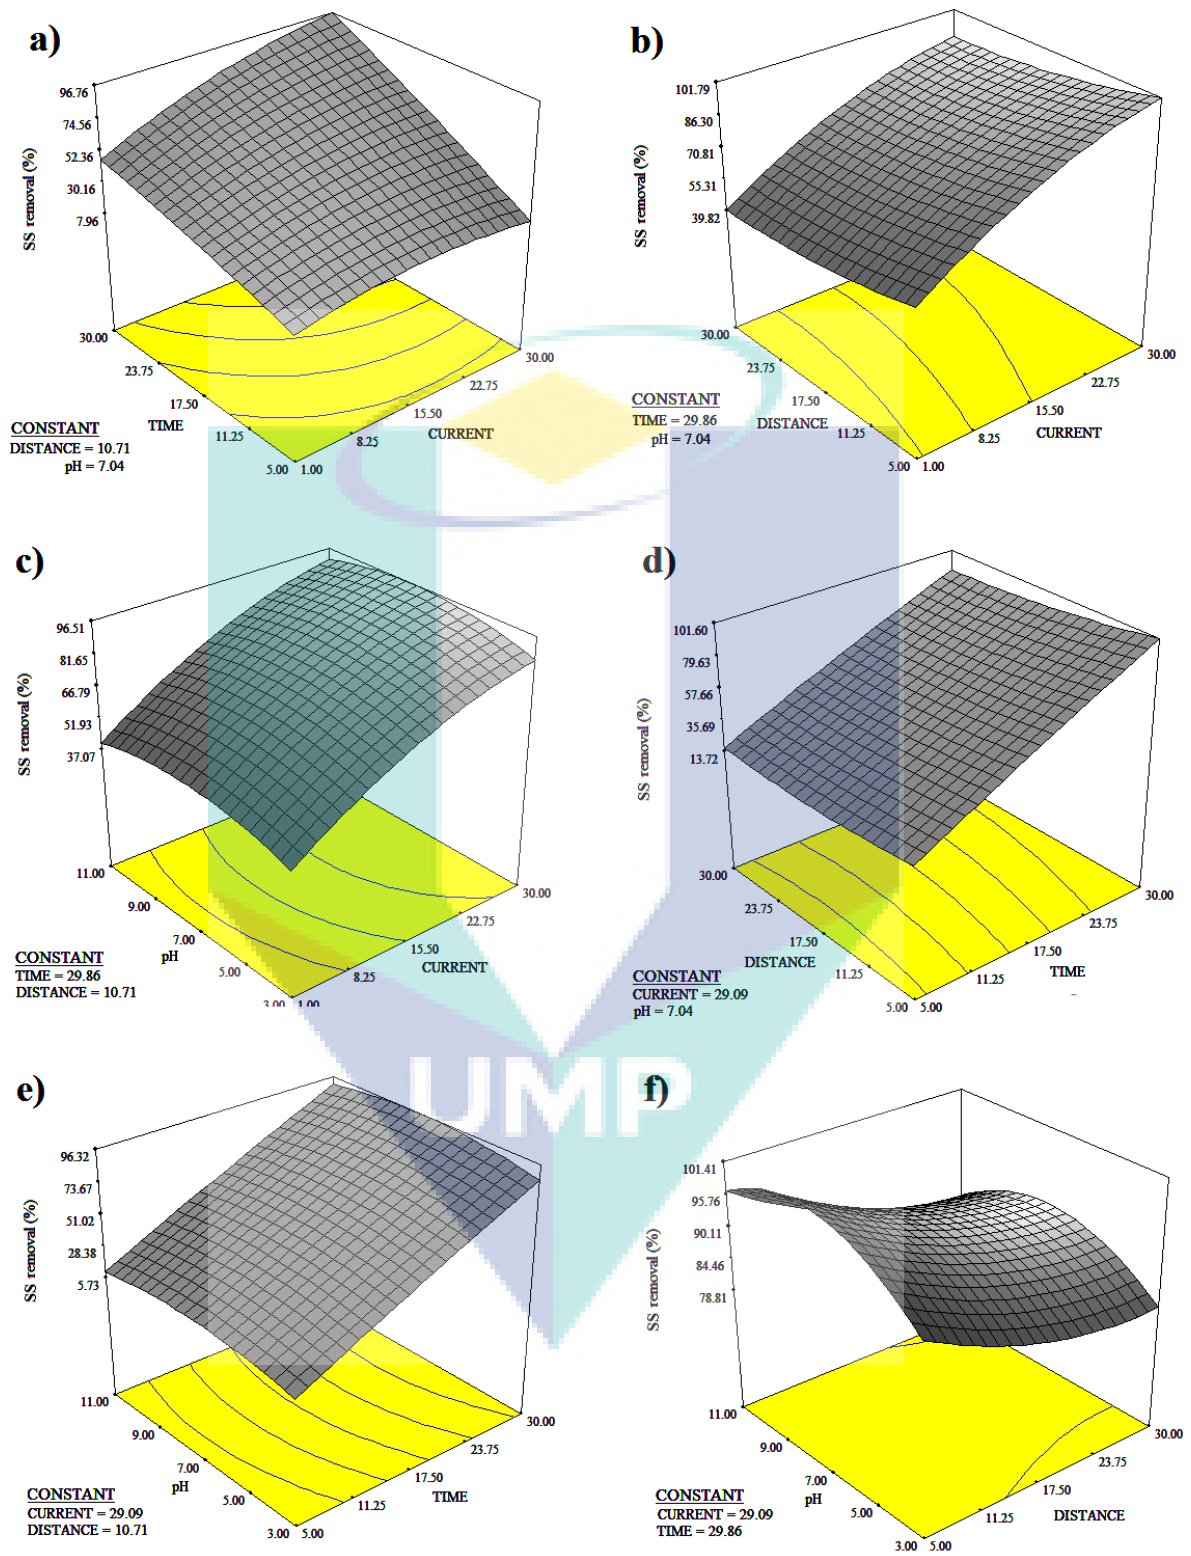 a)
96.76
74.56
52.36
30.16
7.96
SS removal (%)
30.00
23.75
17.50
11.25
5.00
TIME
1.00
8.25
15.50
22.75
30.00
CURRENT
CONSTANT
DISTANCE = 10.71
pH = 7.04
b)
101.79
86.30
70.81
55.31
39.82
SS removal (%)
30.00
23.75
17.50
11.25
5.00
DISTANCE
1.00
8.25
15.50
22.75
30.00
CURRENT
CONSTANT
TIME = 29.86
pH = 7.04
c)
96.51
81.65
66.79
51.93
37.07
SS removal (%)
11.00
9.00
7.00
5.00
3.00
pH
1.00
8.25
15.50
22.75
30.00
CURRENT
CONSTANT
TIME = 29.86
DISTANCE = 10.71
d)
101.60
79.63
57.66
35.69
13.72
SS removal (%)
30.00
23.75
17.50
11.25
5.00
DISTANCE
5.00
11.25
17.50
23.75
30.00
TIME
CONSTANT
CURRENT = 29.09
pH = 7.04
UMP
e)
96.32
73.67
51.02
28.38
5.73
SS removal (%)
11.00
9.00
7.00
5.00
3.00
pH
5.00
11.25
17.50
23.75
30.00
TIME
CONSTANT
CURRENT = 29.09
DISTANCE = 10.71
f)
101.41
95.76
90.11
84.46
78.81
SS removal (%)
11.00
9.00
7.00
5.00
3.00
pH
5.00
11.25
17.50
23.75
30.00
DISTANCE
CONSTANT
CURRENT = 29.09
TIME = 29.86